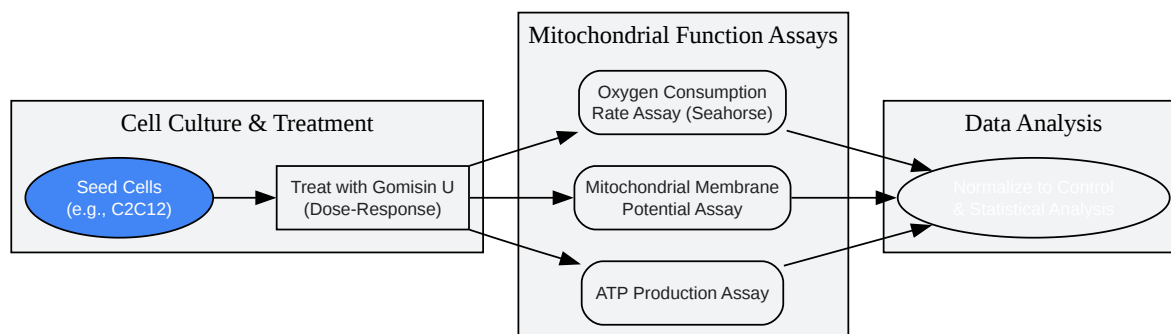 Cell Culture & Treatment
Seed Cells
(e.g., C2C12)
Treat with Gomisin U
(Dose-Response)
Mitochondrial Function Assays
Oxygen Consumption
Rate Assay (Seahorse)
Mitochondrial Membrane
Potential Assay
ATP Production Assay
Data Analysis
Normalize to Control
& Statistical Analysis